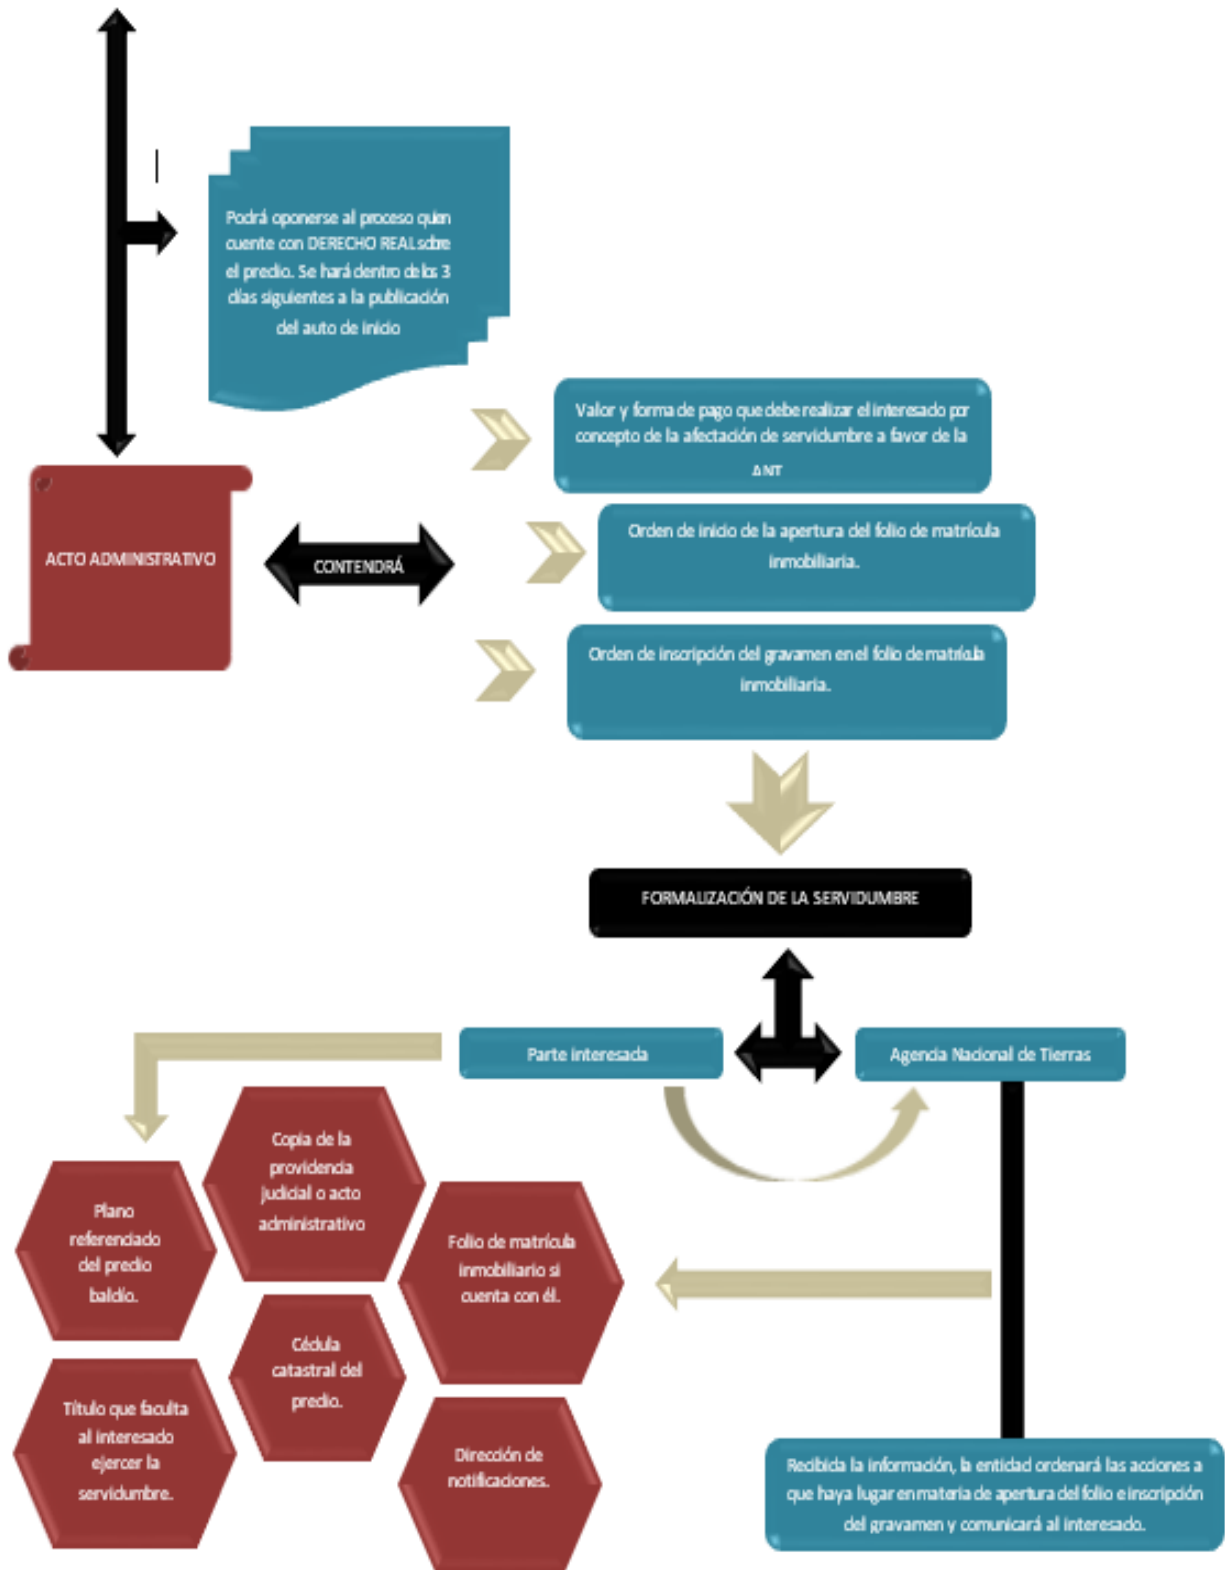 Podrá oponerse al proceso quien
cuente con DERECHO REAL sobre
el predio. Se hará dentro de los 3
días siguientes a la publicación
del auto de inicio
Valor y forma de pago que debe realizar el interesado por
concepto de la afectación de servidumbre a favor de la
ANT
ACTO ADMINISTRATIVO
CONTENDRÁ
Orden de inicio de la apertura del folio de matrícula
inmobiliaria.
Orden de inscripción del gravamen en el folio de matrícula
inmobiliaria.
FORMALIZACIÓN DE LA SERVIDUMBRE
Parte interesada
Agencia Nacional de Tierras
Copia de la
providencia
judicial o acto
administrativo
Plano
referenciado
del predio
baldío.
Folio de matrícula
inmobiliario si
cuenta con él.
Cédula
catastral del
predio.
Título que faculta
al interesado
ejercer la
servidumbre.
Dirección de
notificaciones.
Recibida la información, la entidad ordenará las acciones a
que haya lugar en materia de apertura del folio e inscripción
del gravamen y comunicará al interesado.